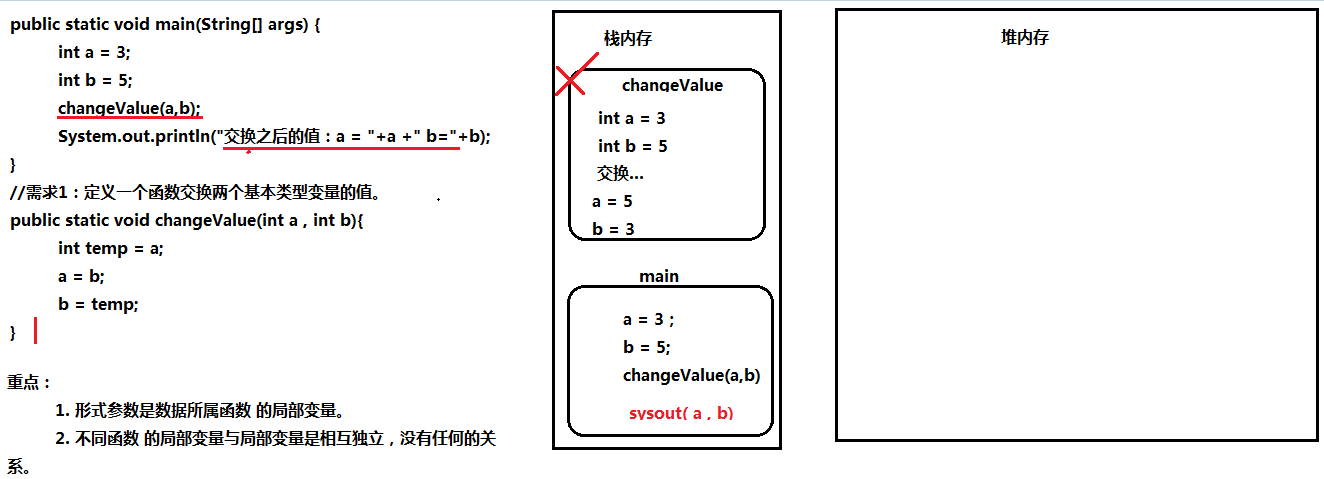 public static void main(String[] args) {
int a = 3;
int b = 5;
changeValue(a,b);
System.out.println("交换之后的值：a = "+a +" b="+b);
}
//需求1：定义一个函数交换两个基本类型变量的值。
public static void changeValue(int a , int b){
int temp = a;
a = b;
b = temp;
}
重点：
1. 形式参数是数据所属函数 的局部变量。
2. 不同函数 的局部变量与局部变量是相互独立，没有任何的关
系。
栈内存
changeValue
int a = 3
int b = 5
交换...
a = 5
b = 3
main
a = 3 ;
b = 5;
changeValue(a,b)
sysout( a , b)
堆内存